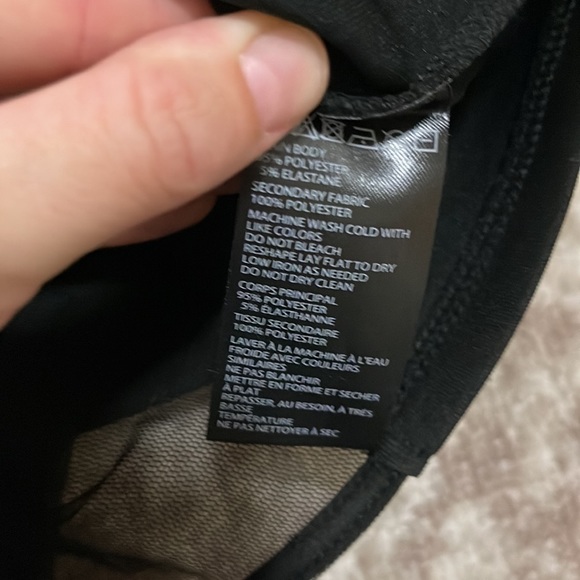 BODY
POLYESTER
5% ELASTANE
SECONDARY FABRIC
100% POLYESTER
MACHINE WASH COLD WITH
LIKE COLORS
DO NOT BLEACH
RESHAPE LAY FLAT TO DRY
LOW IRON AS NEEDED
DO NOT DRY CLEAN
CORPS PRINCIPAL
95% POLYESTER
5% ÉLASTHANNE
TISSU SECONDAIRE
100% POLYESTER
LAVER À LA MACHINE À L'EAU
FROIDE AVEC COULEURS
SIMILAIRES
NE PAS BLANCHIR
METTRE EN FORME ET SECHER
À PLAT
REPASSER, AU BESOIN, A TRÈS
BASSE
TEMPÉRATURE
NE PAS NETTOYER À SEC